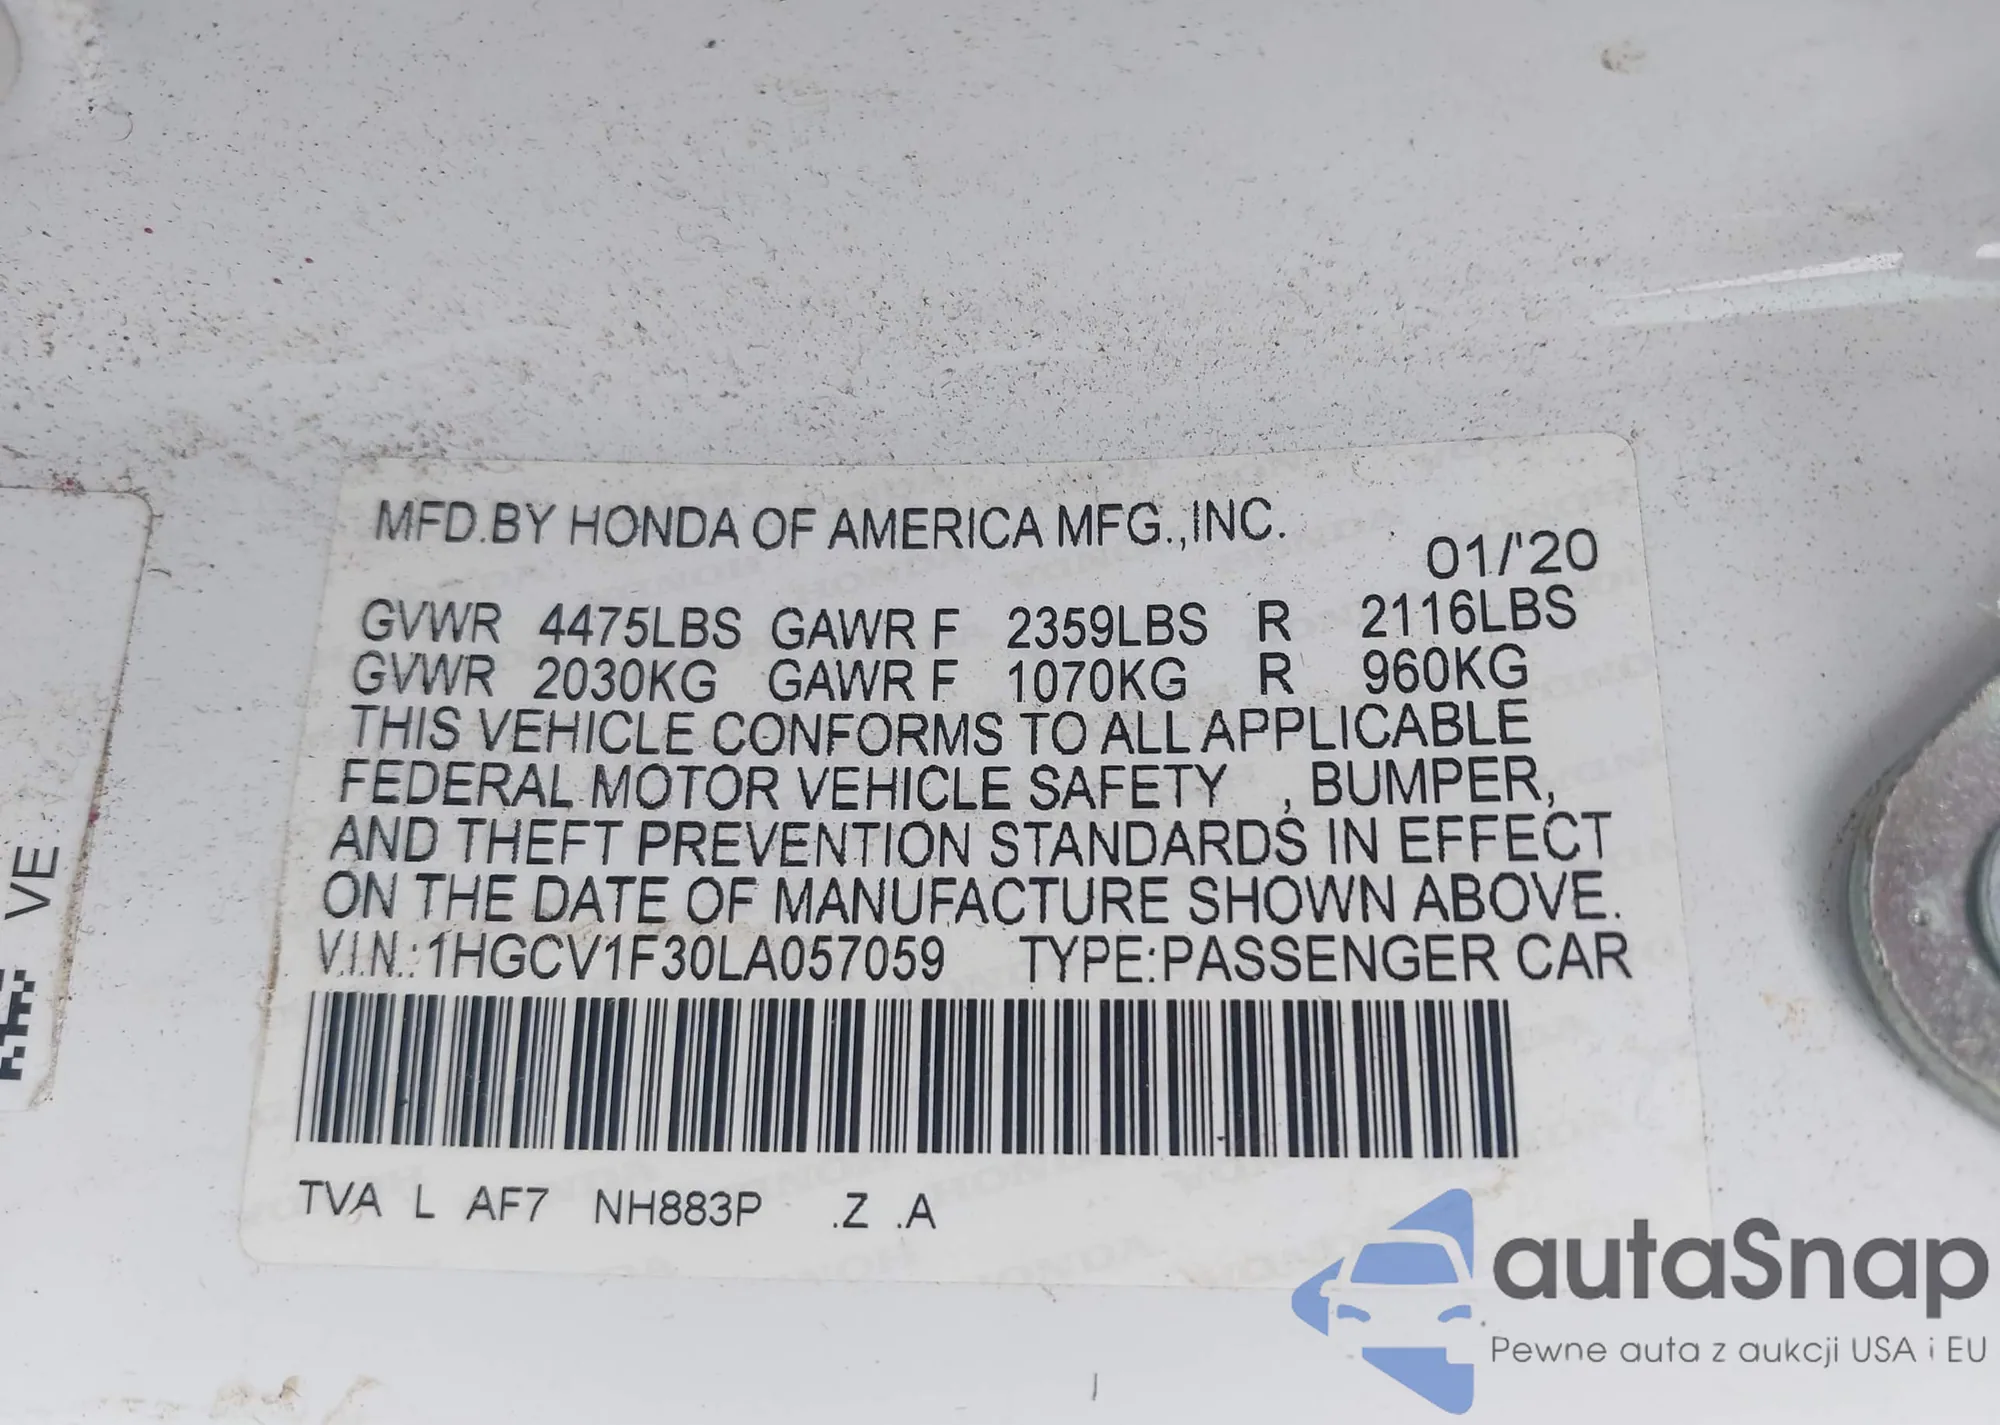 MFD.BY HONDA OF AMERICA MFG.,INC.
01/'20
GVWR 4475LBS GAWR F 2359LBS R 2116LBS
GVWR 2030KG GAWR F 1070KG R 960KG
THIS VEHICLE CONFORMS TO ALL APPLICABLE
FEDERAL MOTOR VEHICLE SAFETY , BUMPER,
AND THEFT PREVENTION STANDARDS IN EFFECT
ON THE DATE OF MANUFACTURE SHOWN ABOVE.
V.I.N.: 1HGCV1F30LA057059 TYPE:PASSENGER CAR
TVA L AF7 NH883P .Z .A
VE.
autaSnap
Pewne auta z aukcji USA i EU